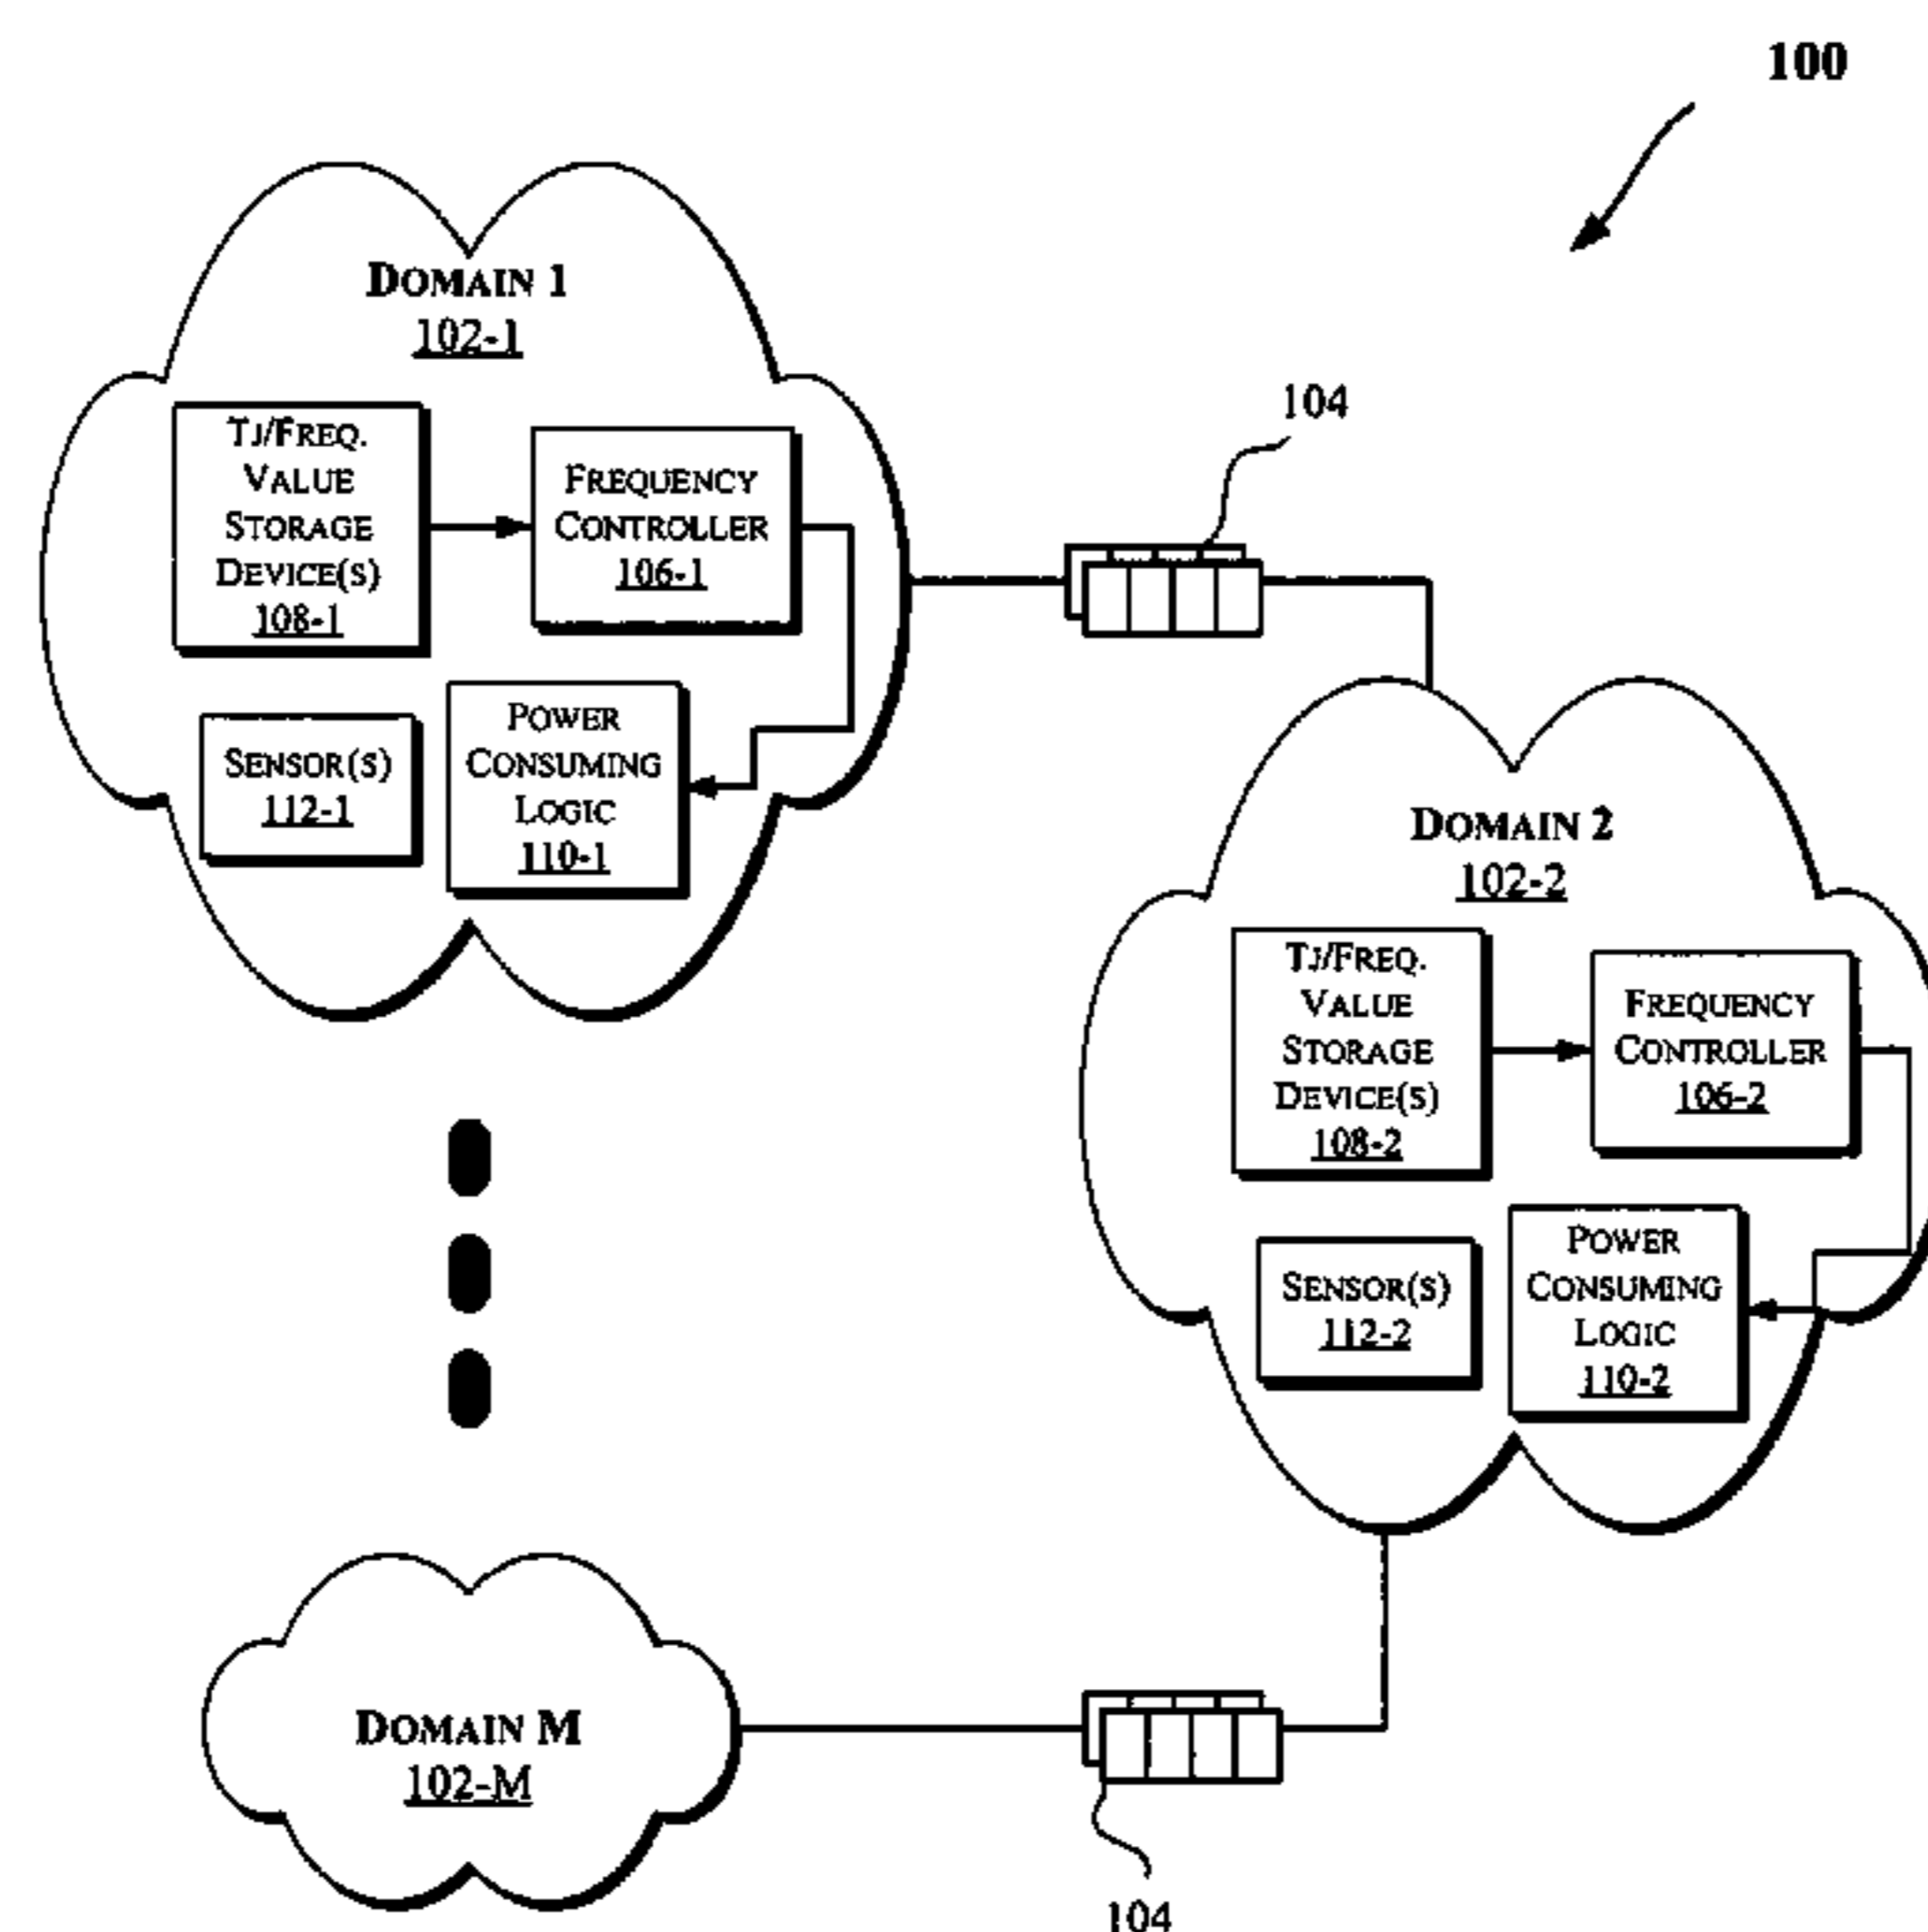 100
DOMAIN 1
102-1
TJ/FREQ.
VALUE
STORAGE
DEVICE(S)
108-1
FREQUENCY
CONTROLLER
106-1
SENSOR(S)
112-1
POWER
CONSUMING
LOGIC
110-1
104
DOMAIN 2
102-2
TJ/FREQ.
VALUE
STORAGE
DEVICE(S)
108-2
FREQUENCY
CONTROLLER
106-2
SENSOR(S)
112-2
POWER
CONSUMING
LOGIC
110-2
DOMAIN M
102-M
104